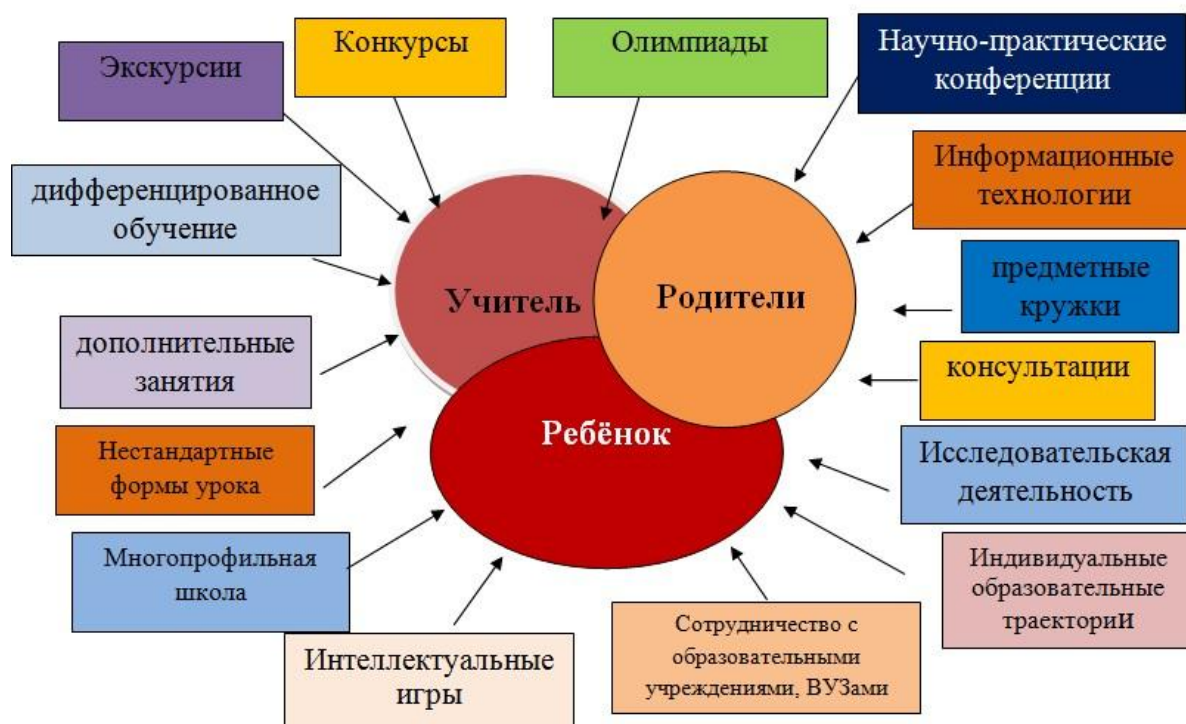 Экскурсии
Конкурсы
Олимпиады
Научно-практические
конференции
дифференцированное
обучение
Информационные
технологии
Учитель
Родители
предметные
кружки
дополнительные
занятия
консультации
Ребёнок
Нестандартные
формы урока
Исследовательская
деятельность
Многопрофильная
школа
Индивидуальные
образовательные
траектории
Интеллектуальные
игры
Сотрудничество с
образовательными
учреждениями, ВУЗами